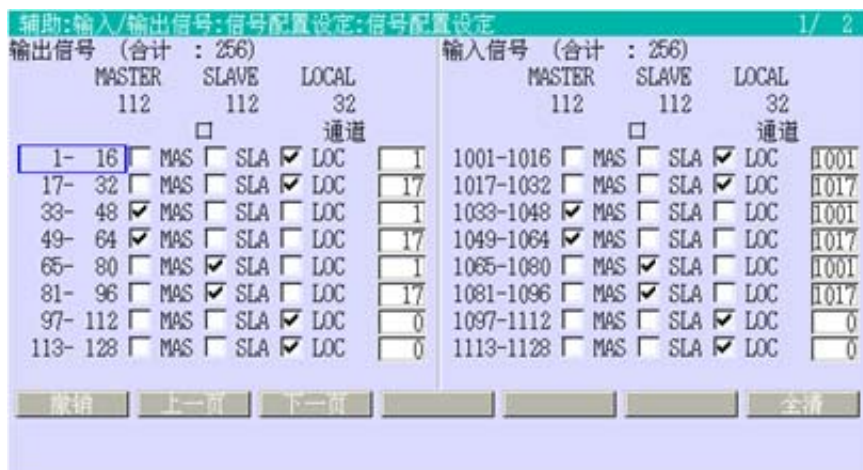 辅助:输入/输出信号:信号配置设定:信号配置设定 1/ 2
输出信号 (合计 : 256)
MASTER SLAVE LOCAL
112 112 32
口 通道
1- 16 MAS SLA LOC 1
17- 32 MAS SLA LOC 17
33- 48 MAS SLA LOC 1
49- 64 MAS SLA LOC 17
65- 80 MAS SLA LOC 1
81- 96 MAS SLA LOC 17
97- 112 MAS SLA LOC 0
113- 128 MAS SLA LOC 0
输入信号 (合计 : 256)
MASTER SLAVE LOCAL
112 112 32
口 通道
1001-1016 MAS SLA LOC 1001
1017-1032 MAS SLA LOC 1017
1033-1048 MAS SLA LOC 1001
1049-1064 MAS SLA LOC 1017
1065-1080 MAS SLA LOC 1001
1081-1096 MAS SLA LOC 1017
1097-1112 MAS SLA LOC 0
1113-1128 MAS SLA LOC 0
撤销 上一页 下一页 全清